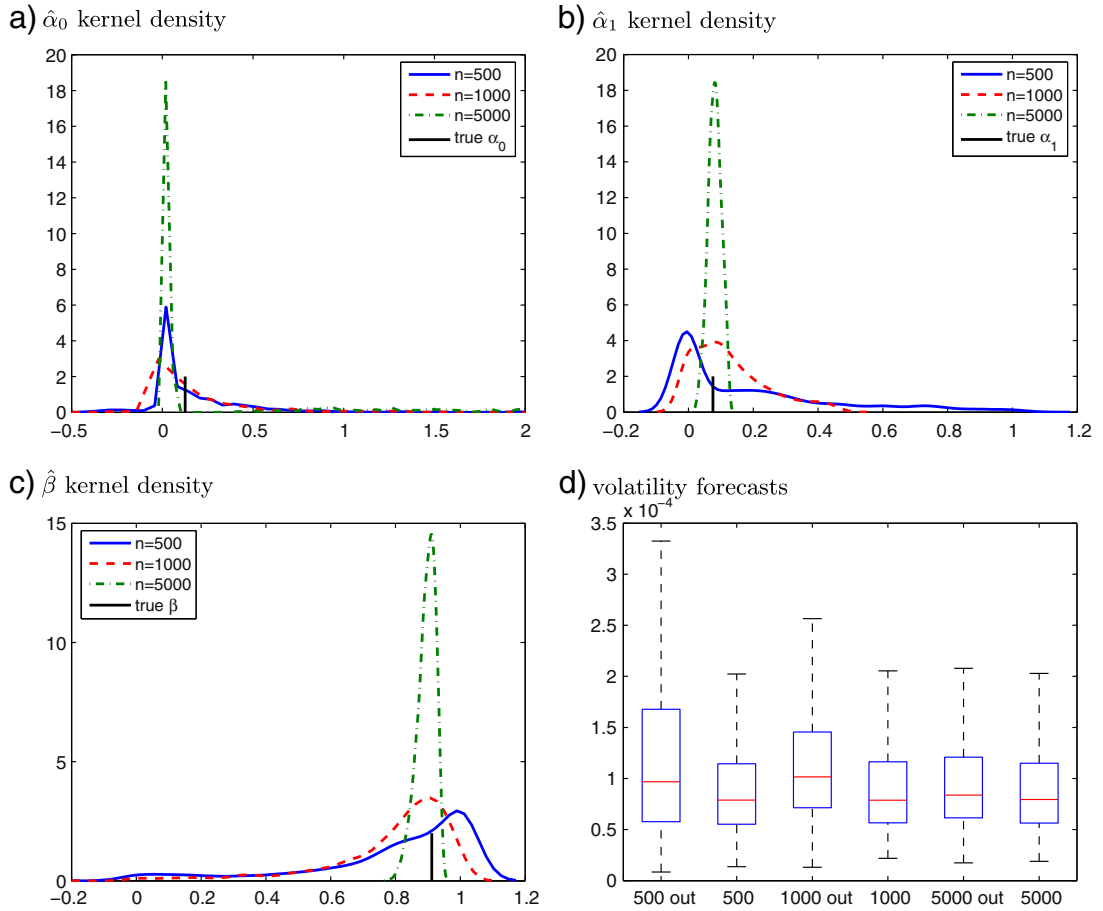 a) α̂₀ kernel density
20
18
16
14
12
10
8
6
4
2
0
−0.5 0 0.5 1 1.5 2
n=500
n=1000
n=5000
true α₀
b) α̂₁ kernel density
20
18
16
14
12
10
8
6
4
2
0
−0.2 0 0.2 0.4 0.6 0.8 1 1.2
n=500
n=1000
n=5000
true α₁
c) β̂ kernel density
15
10
5
0
−0.2 0 0.2 0.4 0.6 0.8 1 1.2
n=500
n=1000
n=5000
true β
d) volatility forecasts
x 10⁻⁴
3.5
3
2.5
2
1.5
1
0.5
0
500 out 500 1000 out 1000 5000 out 5000